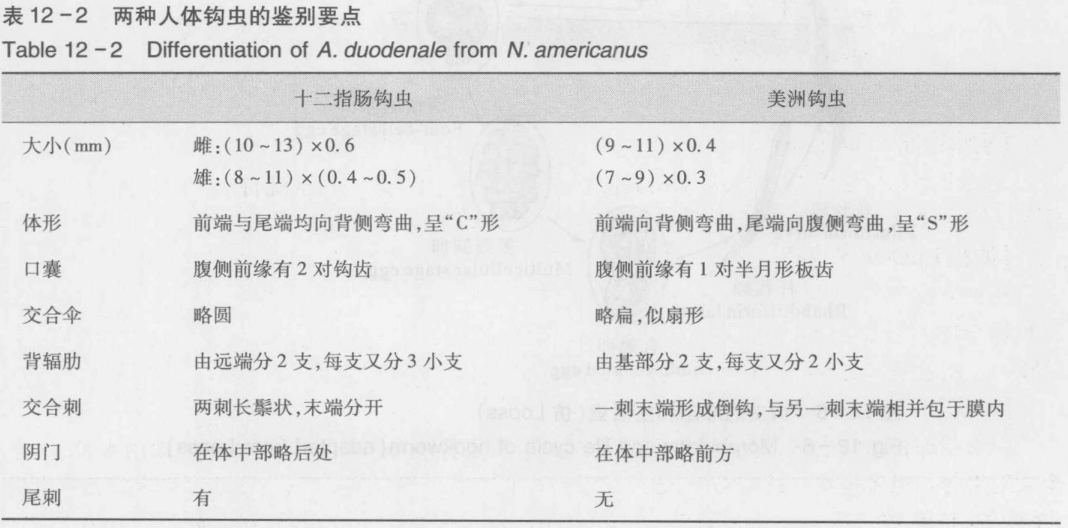 表 12-2 两种人体钩虫的鉴别要点
Table 12-2 Differentiation of A. duodenale from N. americanus
十二指肠钩虫 美洲钩虫
大小(mm) 雌:(10~13)×0.6 (9~11)×0.4
雄:(8~11)×(0.4~0.5) (7~9)×0.3
体形 前端与尾端均向背侧弯曲,呈“C”形 前端向背侧弯曲,尾端向腹侧弯曲,呈“S”形
口囊 腹侧前缘有2对钩齿 腹侧前缘有1对半月形板齿
交合伞 略圆 略扁,似扇形
背辐肋 由远端分2支,每支又分3小支 由基部分2支,每支又分2小支
交合刺 两刺长鬃状,末端分开 一刺末端形成倒钩,与另一刺末端相并包于膜内
阴门 在体中部略后处 在体中部略前方
尾刺 有 无